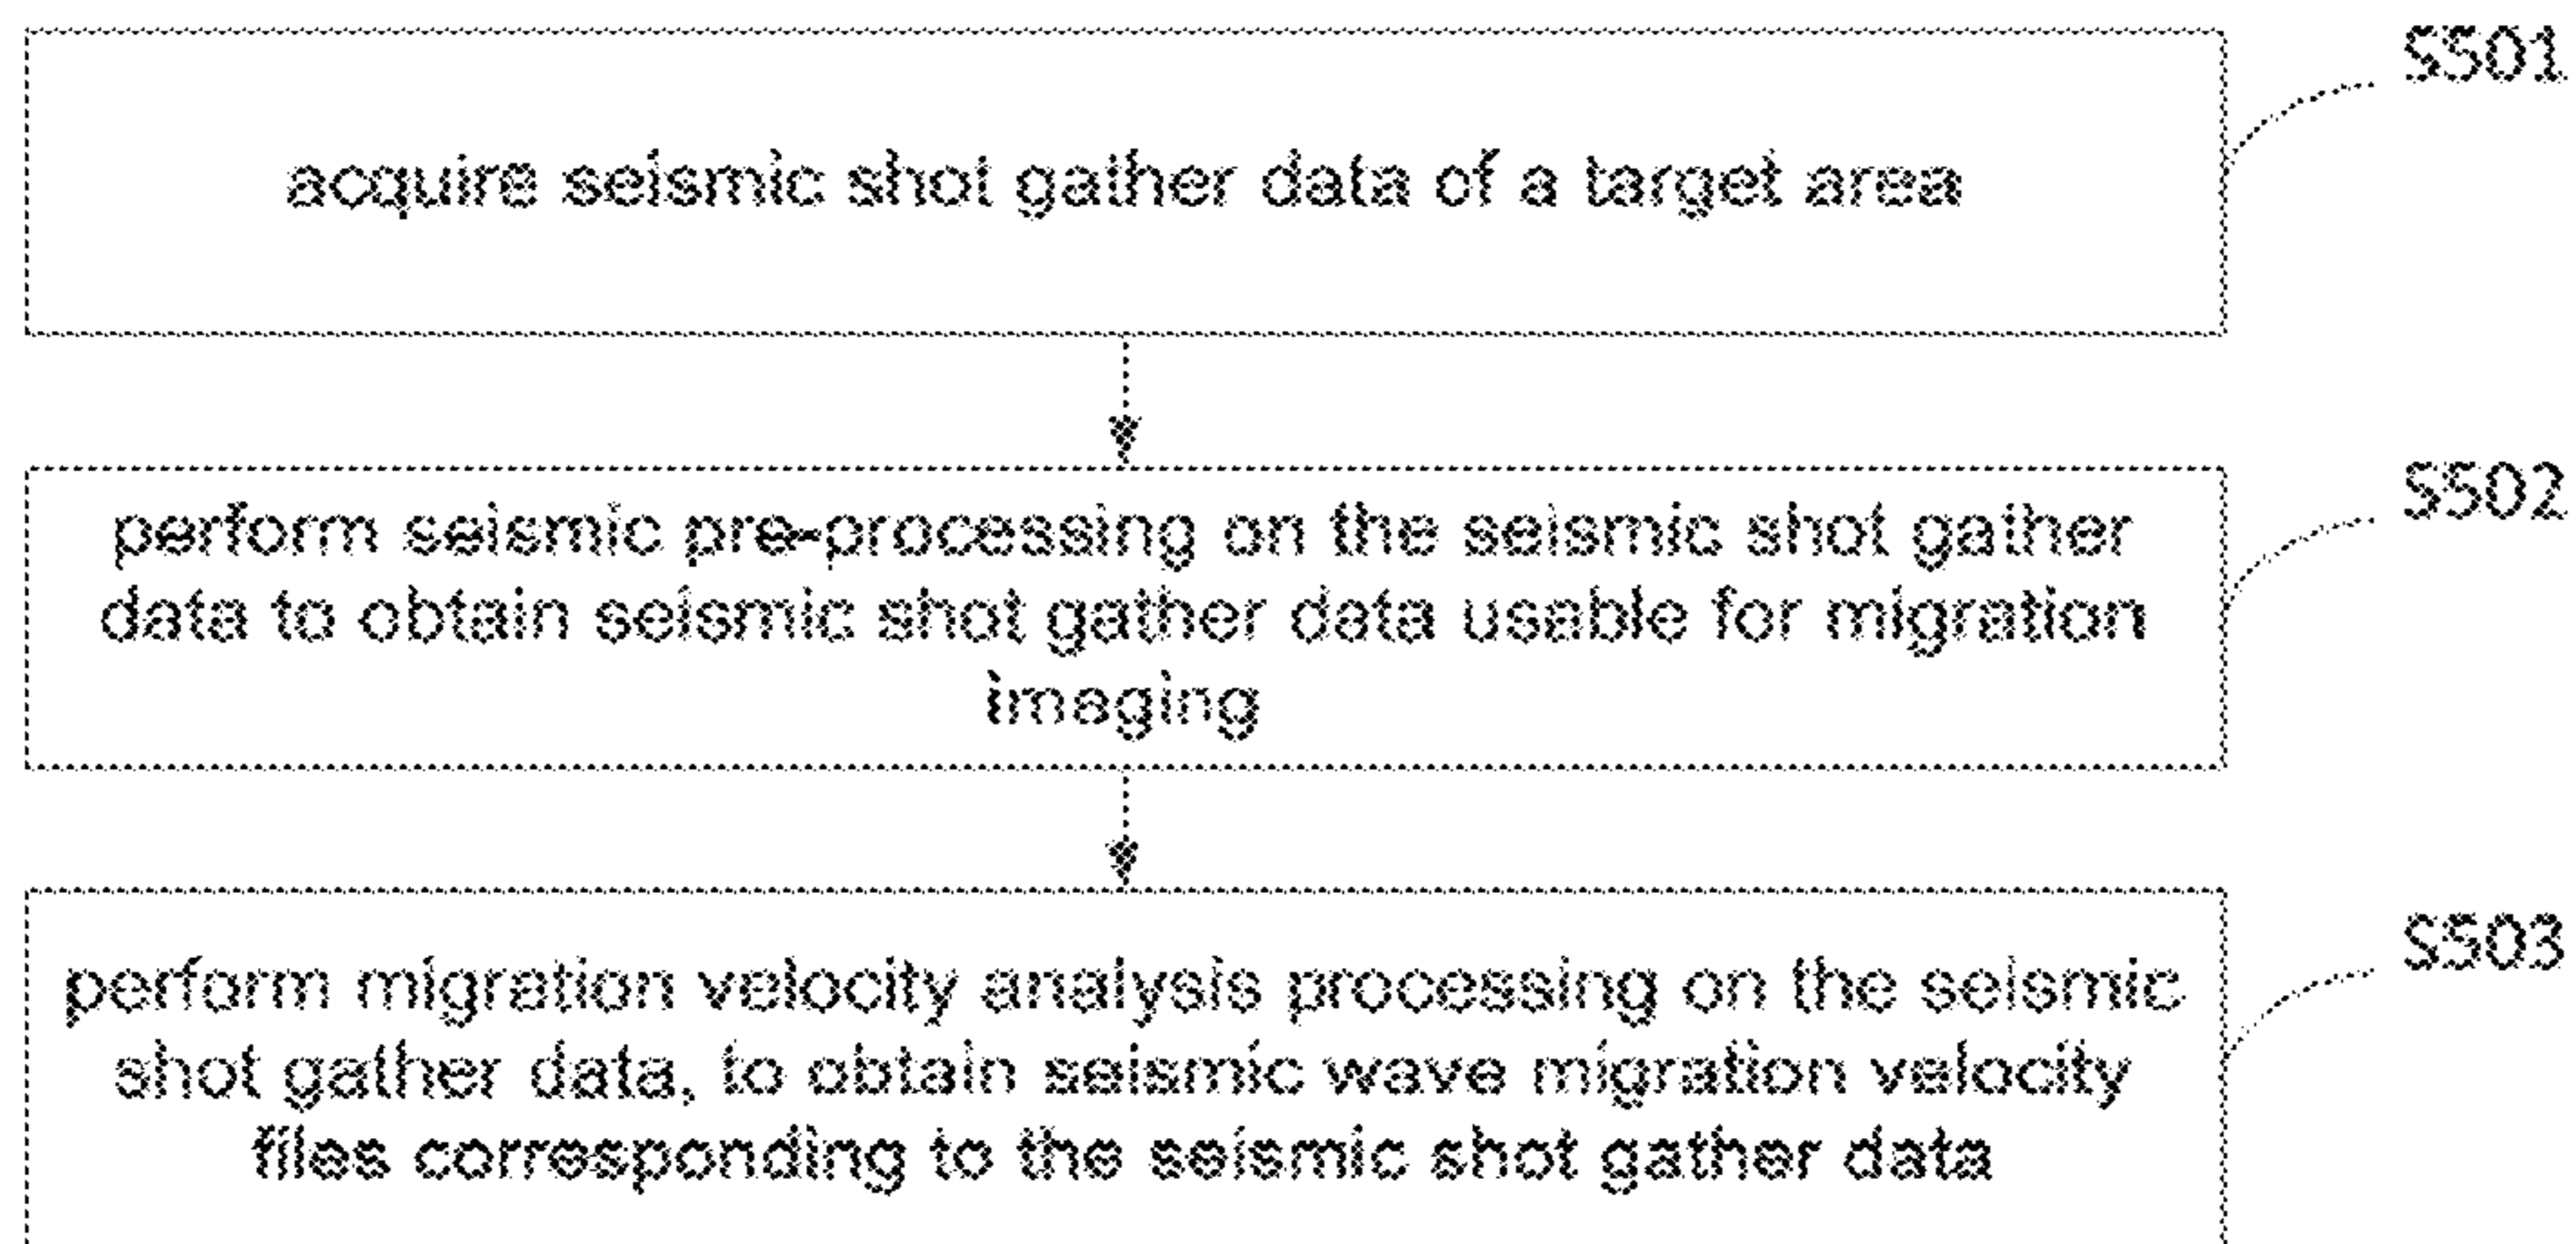 S501
acquire seismic shot gather data of a target area
S502
perform seismic pre-processing on the seismic shot gather
data to obtain seismic shot gather data usable for migration
imaging
S503
perform migration velocity analysis processing on the seismic
shot gather data, to obtain seismic wave migration velocity
files corresponding to the seismic shot gather data